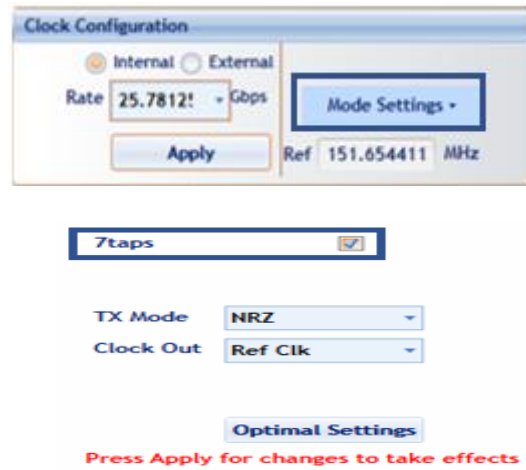 Clock Configuration
Internal External
Rate 25.7812! Gbps
Mode Settings
Apply
Ref 151.654411 MHz
7taps
TX Mode NRZ
Clock Out Ref Clk
Optimal Settings
Press Apply for changes to take effects